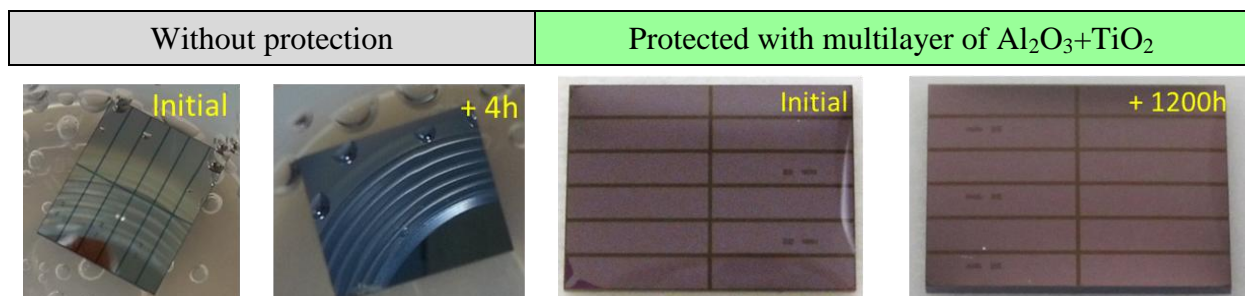 Without protection
Protected with multilayer of Al₂O₃+TiO₂
Initial
+ 4h
Initial
+ 1200h